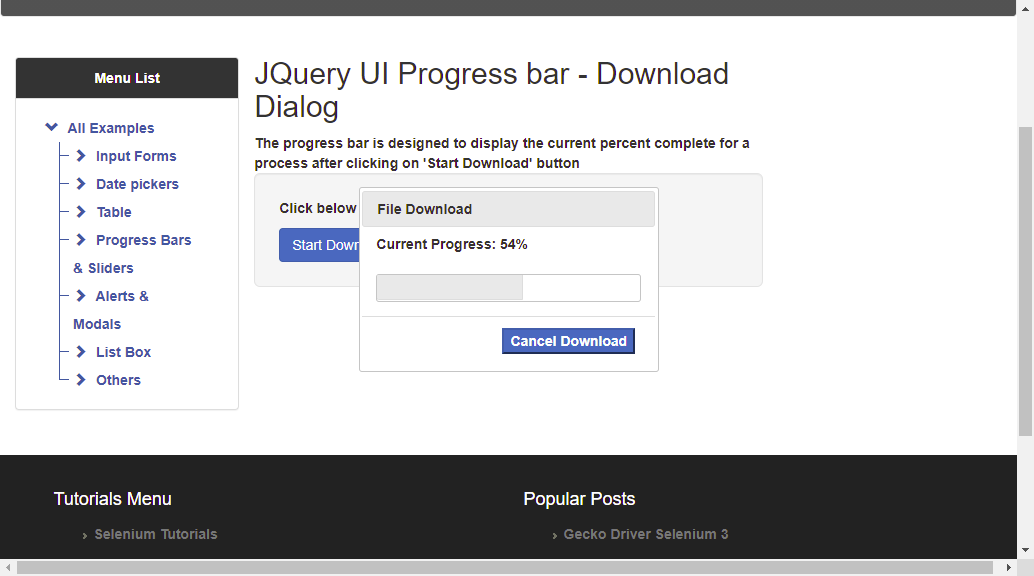 Menu List
All Examples
Input Forms
Date pickers
Table
Progress Bars
& Sliders
Alerts &
Modals
List Box
Others
JQuery UI Progress bar - Download
Dialog
The progress bar is designed to display the current percent complete for a
process after clicking on 'Start Download' button
Click below
Start Down
File Download
Current Progress: 54%
Cancel Download
Tutorials Menu
Selenium Tutorials
Popular Posts
Gecko Driver Selenium 3